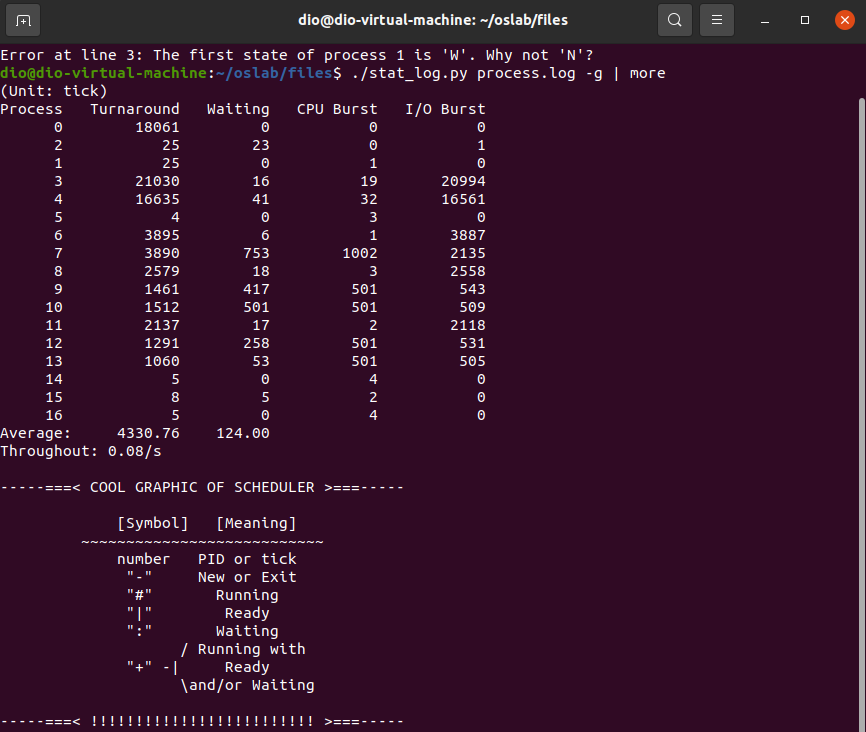 dio@dio-virtual-machine: ~/oslab/files
Error at line 3: The first state of process 1 is 'W'. Why not 'N'?
dio@dio-virtual-machine:~/oslab/files$ ./stat_log.py process.log -g | more
(Unit: tick)
Process   Turnaround   Waiting   CPU Burst   I/O Burst
      0        18061         0           0           0
      2           25        23           0           1
      1           25         0           1           0
      3        21030        16          19       20994
      4        16635        41          32       16561
      5            4         0           3           0
      6         3895         6           1        3887
      7         3890       753        1002        2135
      8         2579        18           3        2558
      9         1461       417         501         543
     10         1512       501         501         509
     11         2137        17           2        2118
     12         1291       258         501         531
     13         1060        53         501         505
     14            5         0           4           0
     15            8         5           2           0
     16            5         0           4           0
Average:     4330.76    124.00
Throughout: 0.08/s
-----===< COOL GRAPHIC OF SCHEDULER >===-----
             [Symbol]   [Meaning]
         ~~~~~~~~~~~~~~~~~~~~~~~~~~~
             number   PID or tick
              "-"     New or Exit
              "#"       Running
              "|"        Ready
              ":"       Waiting
                    / Running with
              "+" -|     Ready
                    \and/or Waiting
-----===< !!!!!!!!!!!!!!!!!!!!!!!!! >===-----